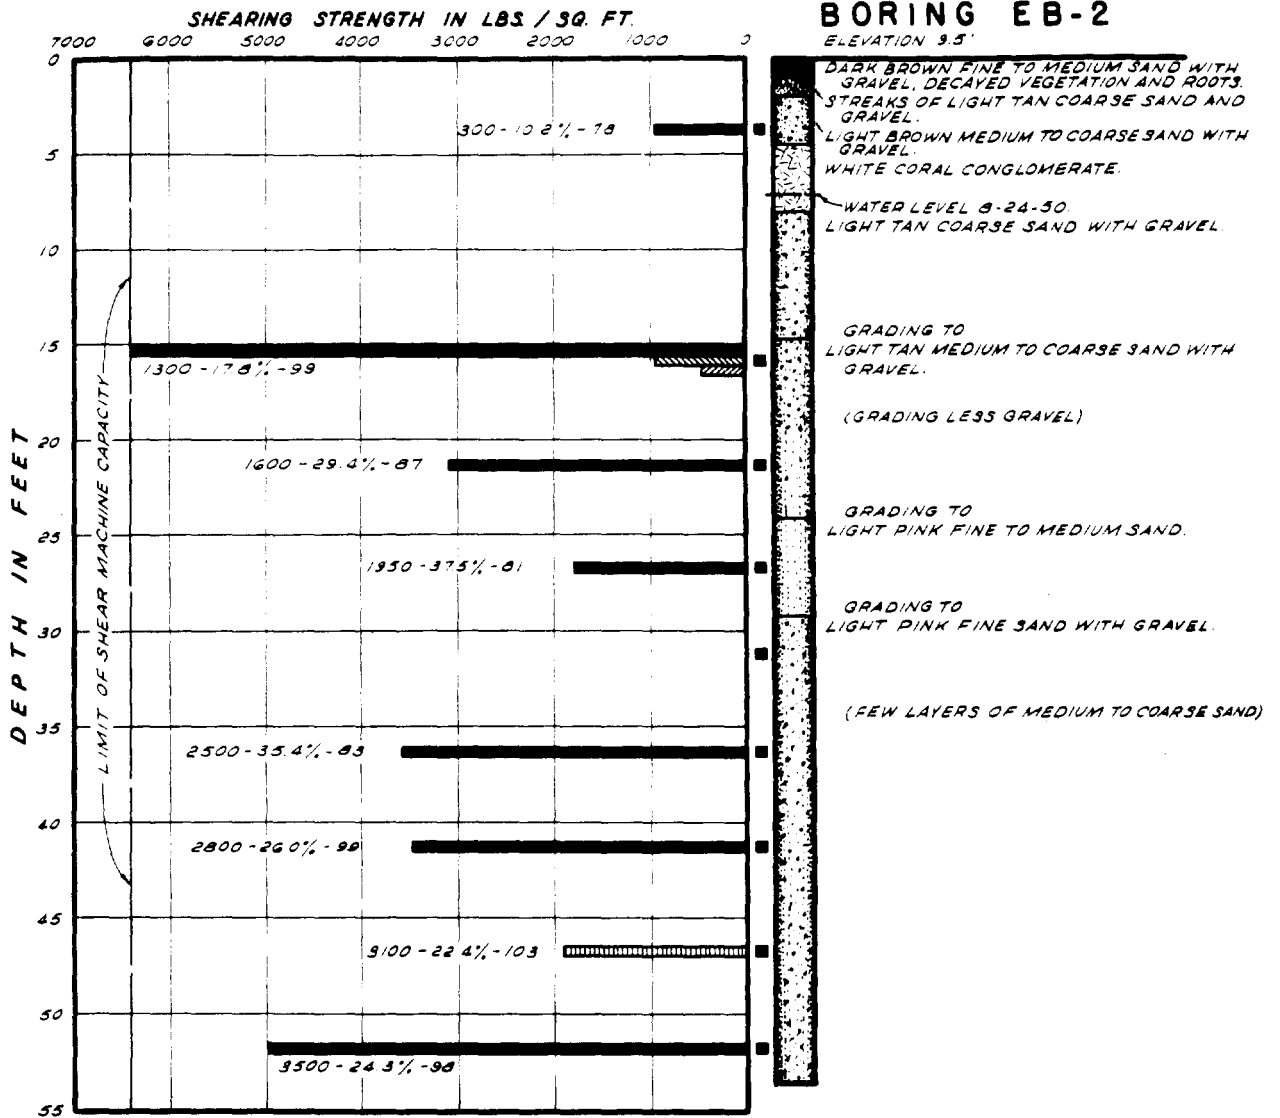 SHEARING STRENGTH IN LBS. / SQ. FT.
BORING EB-2
7000 6000 5000 4000 3000 2000 1000 0
ELEVATION 9.5'
0
DARK BROWN FINE TO MEDIUM SAND WITH
GRAVEL, DECAYED VEGETATION AND ROOTS.
STREAKS OF LIGHT TAN COARSE SAND AND
GRAVEL.
300-10.2%-78
LIGHT BROWN MEDIUM TO COARSE SAND WITH
GRAVEL.
5
WHITE CORAL CONGLOMERATE.
WATER LEVEL 8-24-50.
LIGHT TAN COARSE SAND WITH GRAVEL.
10
GRADING TO
15
LIGHT TAN MEDIUM TO COARSE SAND WITH
GRAVEL.
1300-17.8%-99
(GRADING LESS GRAVEL)
20
1600-29.4%-87
GRADING TO
LIGHT PINK FINE TO MEDIUM SAND.
25
1950-37.5%-81
GRADING TO
30
LIGHT PINK FINE SAND WITH GRAVEL.
DEPTH IN FEET
LIMIT OF SHEAR MACHINE CAPACITY
35
(FEW LAYERS OF MEDIUM TO COARSE SAND)
2500-35.4%-83
40
2800-26.0%-99
45
3100-22.4%-103
50
3500-24.3%-98
55